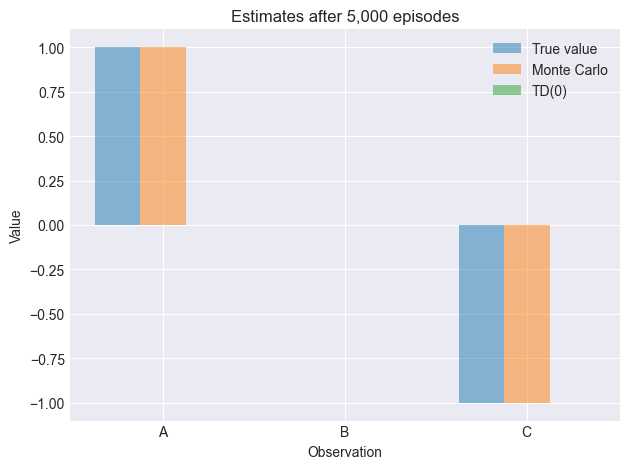 Estimates after 5,000 episodes
True value
Monte Carlo
TD(0)
1.00
0.75
0.50
0.25
0.00
−0.25
−0.50
−0.75
−1.00
Value
A B C
Observation